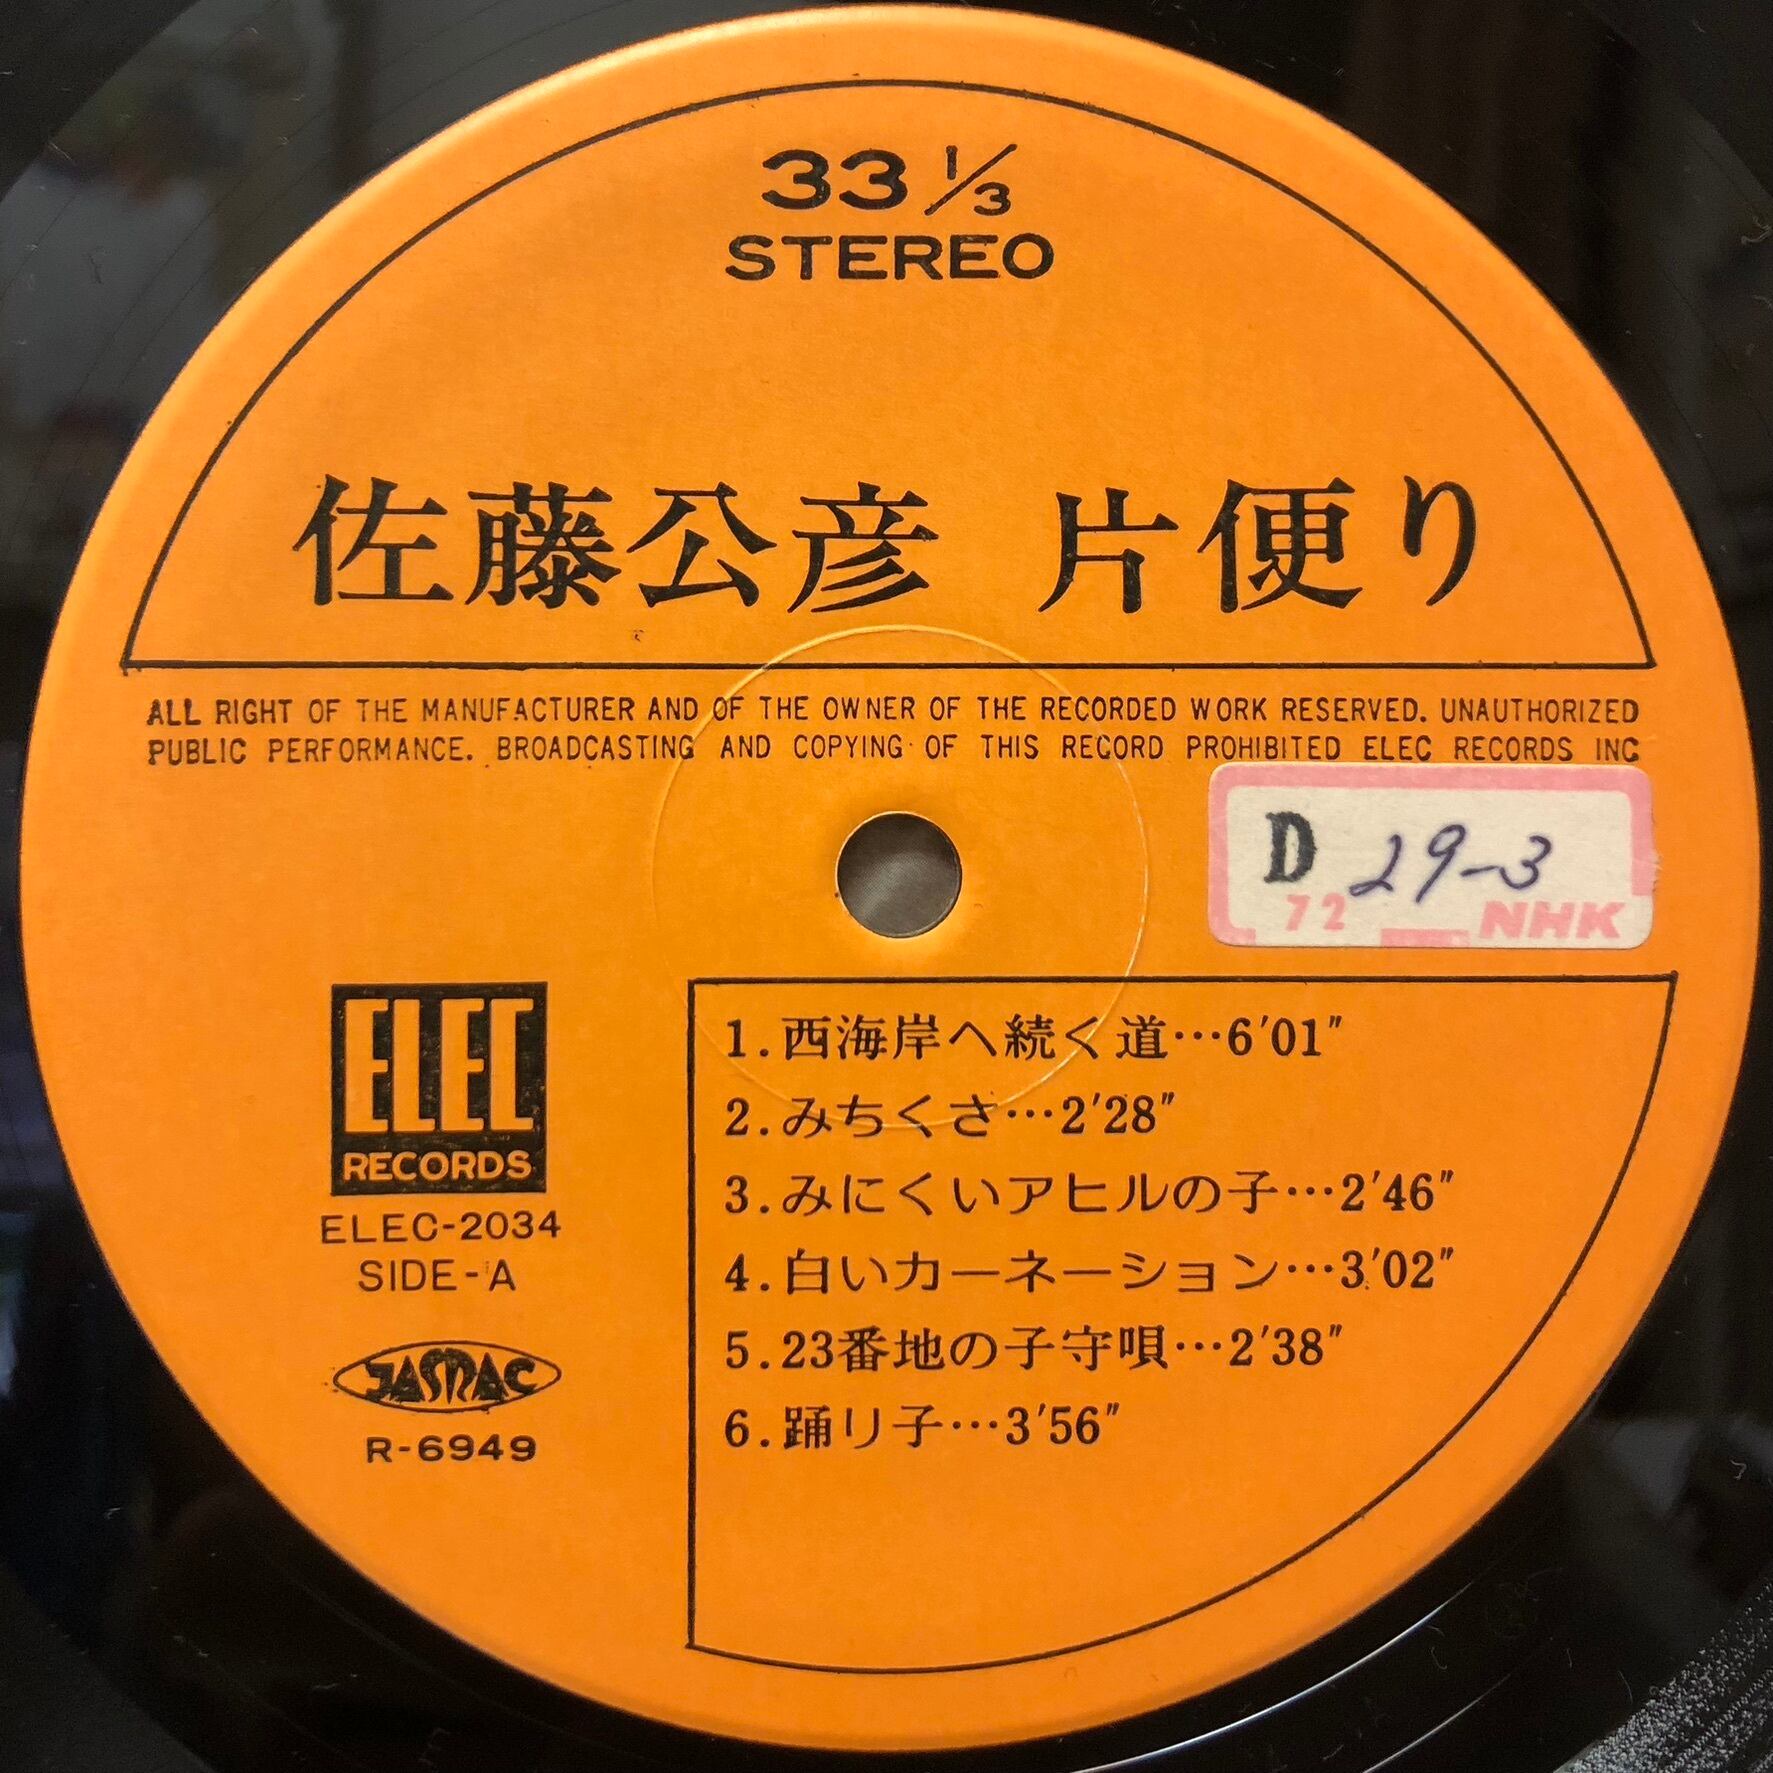 33 1/3
STEREO
佐藤公彦 片便り
ALL RIGHT OF THE MANUFACTURER AND OF THE OWNER OF THE RECORDED WORK RESERVED. UNAUTHORIZED
PUBLIC PERFORMANCE. BROADCASTING AND COPYING OF THIS RECORD PROHIBITED ELEC RECORDS INC
D 29-3
72 NHK
ELEC
RECORDS
ELEC-2034
SIDE-A
JASRAC
R-6949
1.西海岸へ続く道…6'01"
2.みちくさ…2'28"
3.みにくいアヒルの子…2'46"
4.白いカーネーション…3'02"
5.23番地の子守唄…2'38"
6.踊り子…3'56"